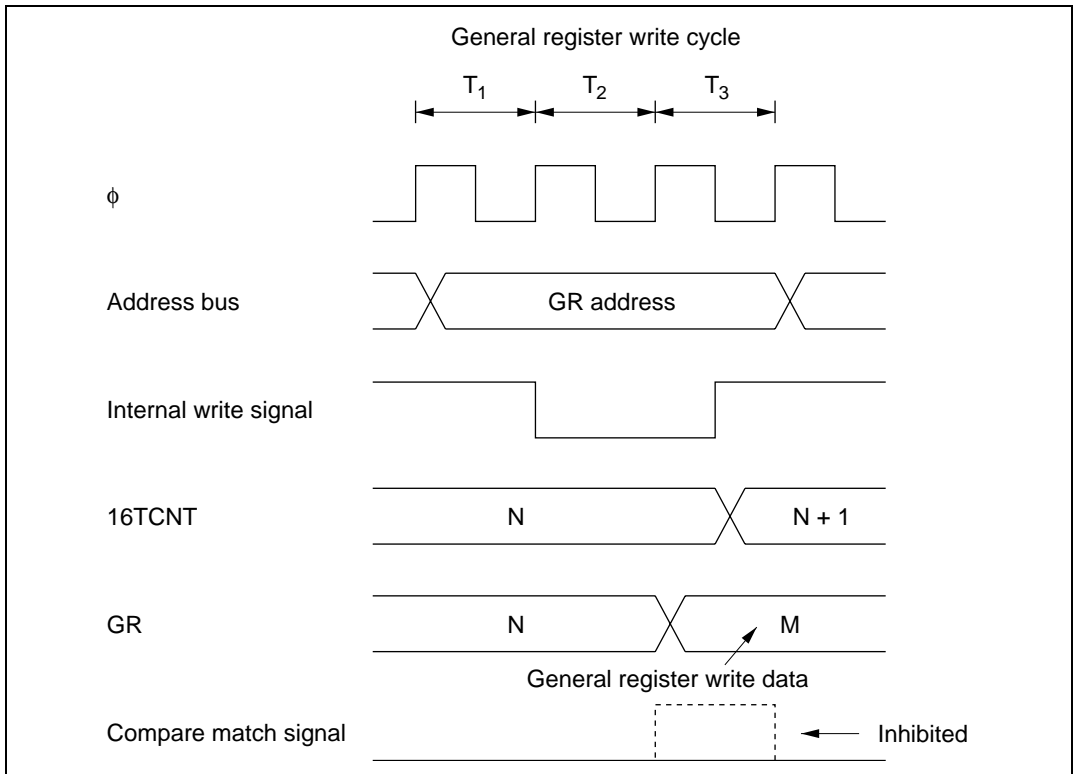 General register write cycle
T1 T2 T3
φ
Address bus GR address
Internal write signal
16TCNT N N + 1
GR N M
General register write data
Compare match signal Inhibited